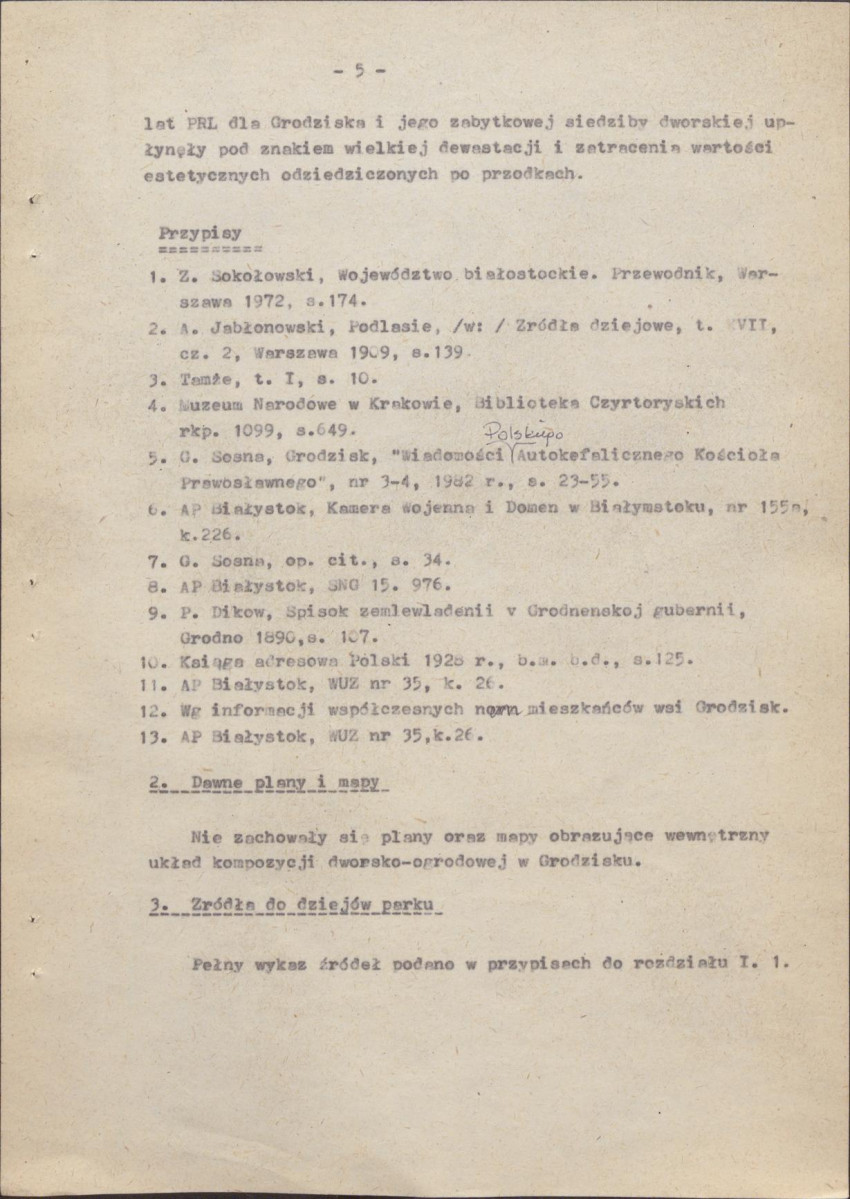 - 5 -
lat PRL dla Grodziska i jego zabytkowej siedziby dworskiej up-
łynęły pod znakiem wielkiej dewastacji i zatracenia wartości
estetycznych odziedziczonych po przodkach.
Przypisy
==========
1. Z. Sokołowski, Województwo białostockie. Przewodnik, War-
szawa 1972, s.174.
2. A. Jabłonowski, Podlasie, /w: / Zródła dziejowe, t. XVII,
cz. 2, Warszawa 1909, s.139.
3. Tamże, t. I, s. 10.
4. Muzeum Narodowe w Krakowie, Biblioteka Czyrtoryskich
rkp. 1099, s.649.
Polskiego
5. G. Sosna, Grodzisk, "Wiadomości Autokefalicznego Kościoła
Prawosławnego", nr 3-4, 1982 r., s. 23-55.
6. AP Białystok, Kamera Wojenna i Domen w Białymstoku, nr 155a,
k.226.
7. G. Sosna, op. cit., s. 34.
8. AP Białystok, SNG 15. 976.
9. P. Dikow, Spisok zemlewladenii v Grodnenskoj gubernii,
Grodno 1890,s. 107.
10. Księga adresowa Polski 1928 r., b.m. b.d., s.125.
11. AP Białystok, WUZ nr 35, k. 26.
12. Wg informacji współczesnych mieszkańców wsi Grodzisk.
13. AP Białystok, WUZ nr 35,k.26.
2. Dawne plany i mapy
Nie zachowały się plany oraz mapy obrazujące wewnętrzny
układ kompozycji dworsko-ogrodowej w Grodzisku.
3. Zródła do dziejów parku
Pełny wykaz źródeł podano w przypisach do rozdziału I. 1.